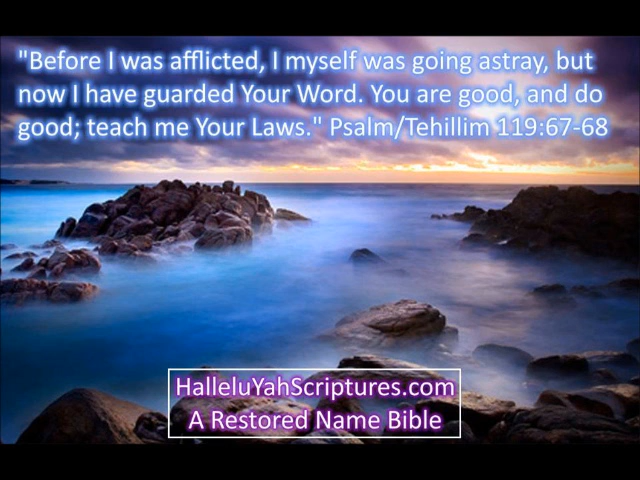 "Before I was afflicted, I myself was going astray, but
now I have guarded Your Word. You are good, and do
good; teach me Your Laws." Psalm/Tehillim 119:67-68
HalleluYahScriptures.com
A Restored Name Bible